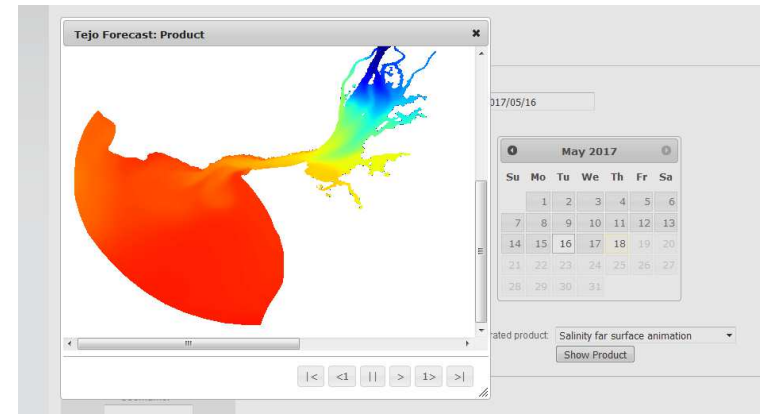 Tejo Forecast: Product
2017/05/16
May 2017
Su Mo Tu We Th Fr Sa
1 2 3 4 5 6
7 8 9 10 11 12 13
14 15 16 17 18 19 20
21 22 23 24 25 26 27
28 29 30 31
product: Salinity far surface animation
Show Product
|< <1 || > 1> >|